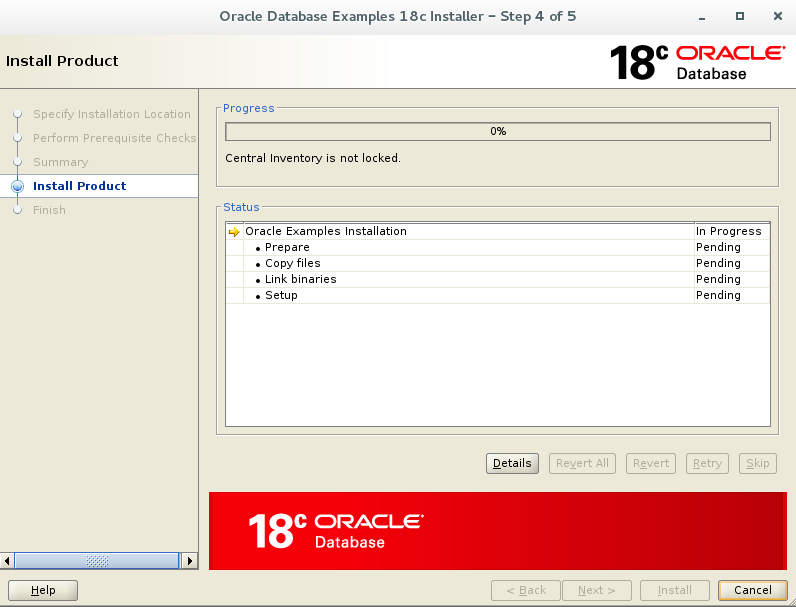 Oracle Database Examples 18c Installer – Step 4 of 5
Install Product
18c ORACLE
Database
Specify Installation Location
Perform Prerequisite Checks
Summary
Install Product
Finish
Progress
0%
Central Inventory is not locked.
Status
Oracle Examples Installation In Progress
• Prepare Pending
• Copy files Pending
• Link binaries Pending
• Setup Pending
Details Revert All Revert Retry Skip
18c ORACLE
Database
Help < Back Next > Install Cancel